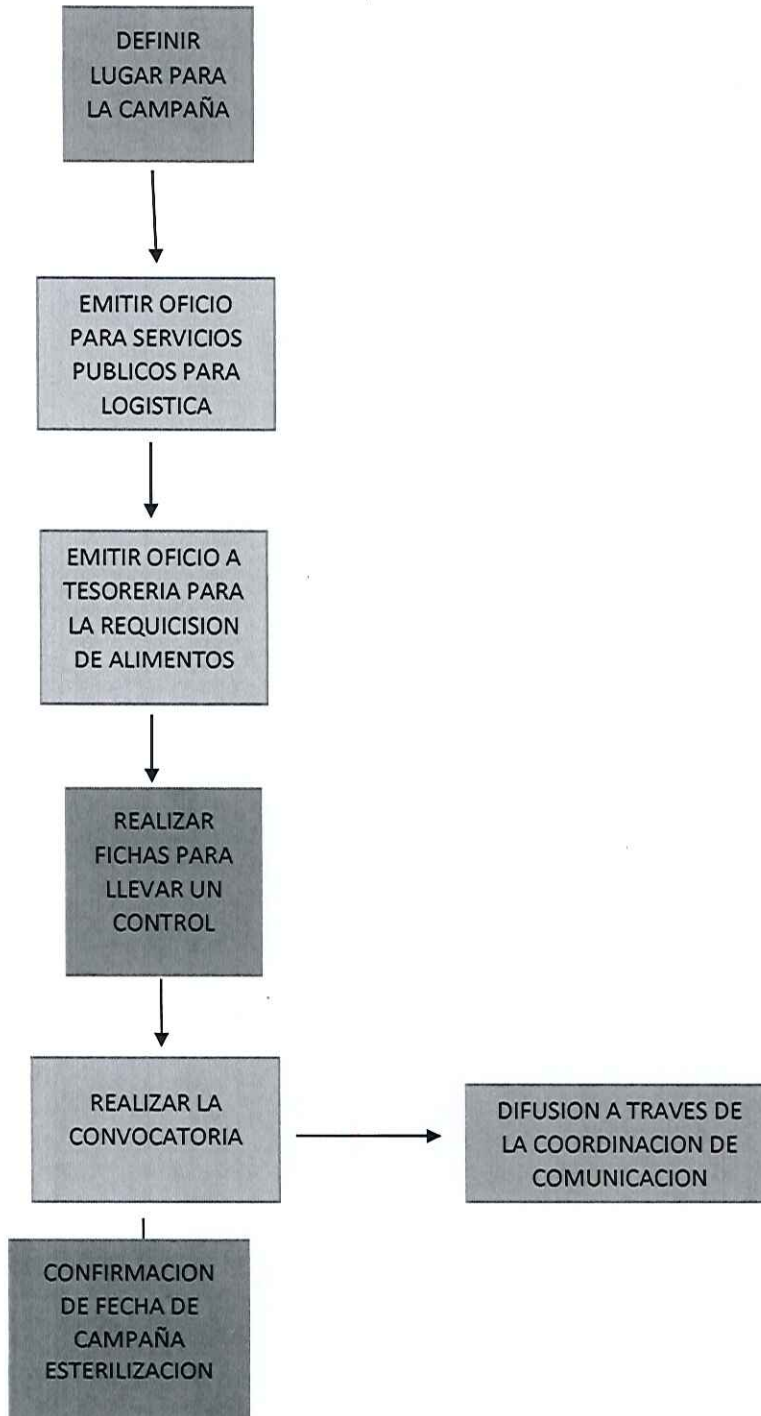 DEFINIR
LUGAR PARA
LA CAMPAÑA
EMITIR OFICIO
PARA SERVICIOS
PUBLICOS PARA
LOGISTICA
EMITIR OFICIO A
TESORERIA PARA
LA REQUICISION
DE ALIMENTOS
REALIZAR
FICHAS PARA
LLEVAR UN
CONTROL
REALIZAR LA
CONVOCATORIA
DIFUSION A TRAVES DE
LA COORDINACION DE
COMUNICACION
CONFIRMACION
DE FECHA DE
CAMPAÑA
ESTERILIZACION